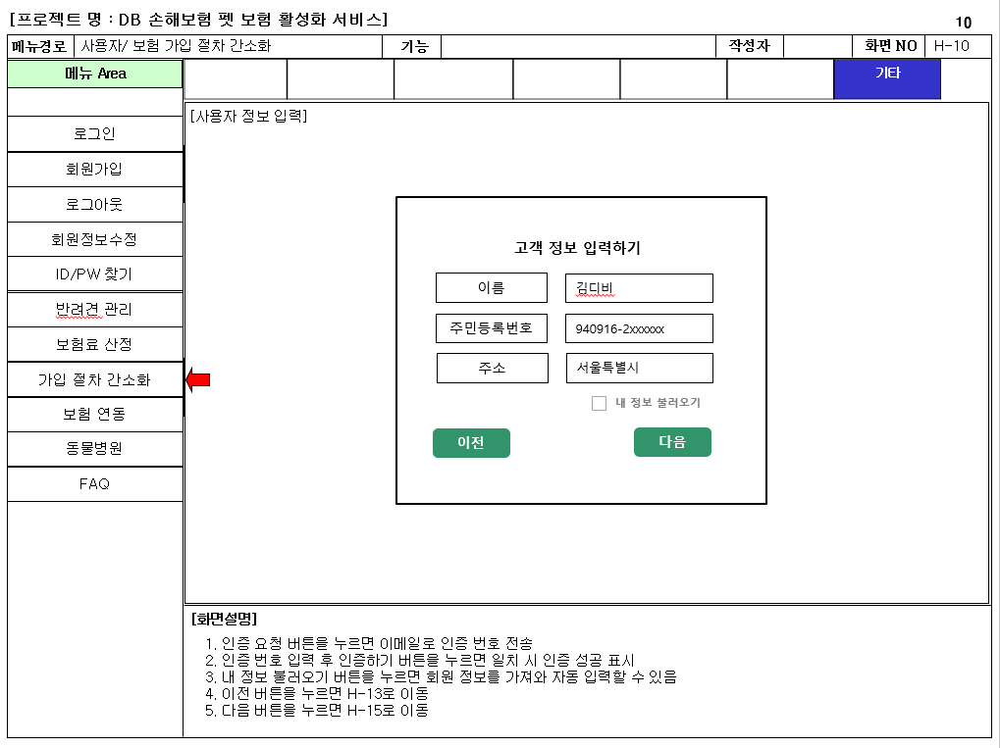 [프로젝트 명 : DB 손해보험 펫 보험 활성화 서비스]
10
메뉴경로 사용자/ 보험 가입 절차 간소화 기능 작성자 화면 NO H-10
메뉴 Area
기타
로그인
회원가입
로그아웃
회원정보수정
ID/PW 찾기
반려견 관리
보험료 산정
가입 절차 간소화
보험 연동
동물병원
FAQ
[사용자 정보 입력]
고객 정보 입력하기
이름 김디비
주민등록번호 940916-2xxxxxx
주소 서울특별시
내 정보 불러오기
이전 다음
[화면설명]
1. 인증 요청 버튼을 누르면 이메일로 인증 번호 전송
2. 인증 번호 입력 후 인증하기 버튼을 누르면 일치 시 인증 성공 표시
3. 내 정보 불러오기 버튼을 누르면 회원 정보를 가져와 자동 입력할 수 있음
4. 이전 버튼을 누르면 H-13로 이동
5. 다음 버튼을 누르면 H-15로 이동